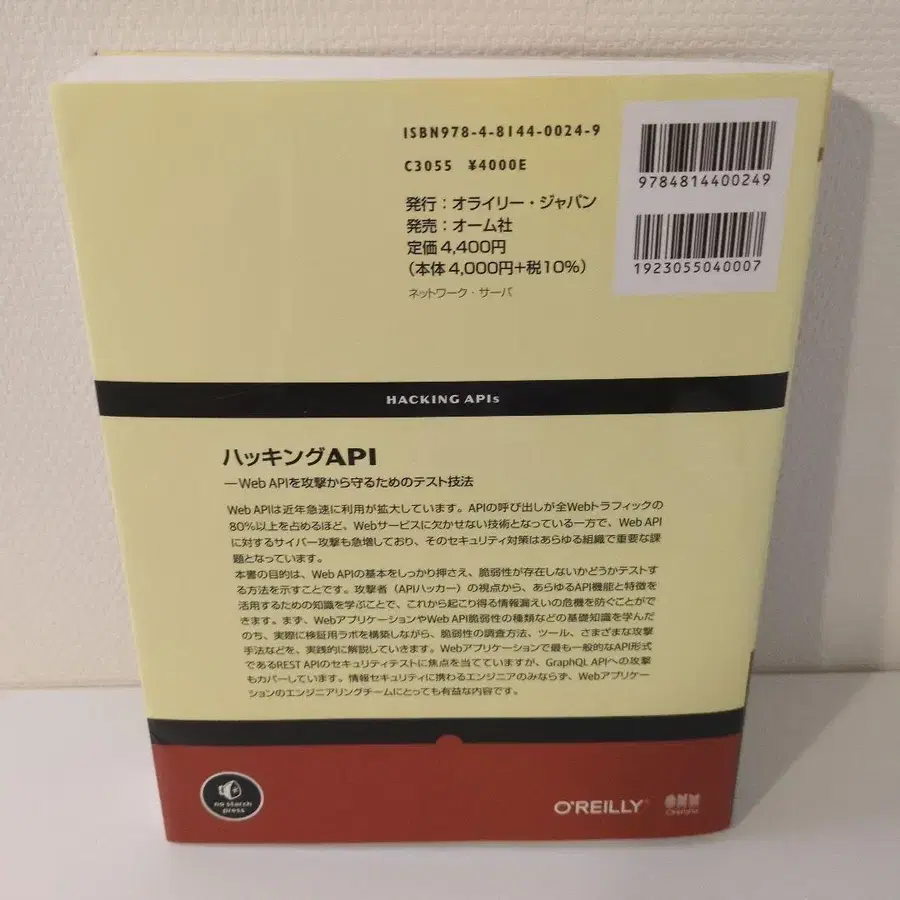 ISBN978-4-8144-0024-9
C3055 ¥4000E
発行：オライリー・ジャパン
発売：オーム社
定価4,400円
（本体4,000円＋税10%）
ネットワーク・サーバ
9784814400249
1923055040007
HACKING APIs
ハッキングAPI
―Web APIを攻撃から守るためのテスト技法
Web APIは近年急速に利用が拡大しています。APIの呼び出しが全Webトラフィックの
80%以上を占めるほど、Webサービスに欠かせない技術となっている一方で、Web API
に対するサイバー攻撃も急増しており、そのセキュリティ対策はあらゆる組織で重要な課
題となっています。
本書の目的は、Web APIの基本をしっかり押さえ、脆弱性が存在しないかどうかテストす
る方法を示すことです。攻撃者（APIハッカー）の視点から、あらゆるAPI機能と特徴を
活用するための知識を学ぶことで、これから起こり得る情報漏えいの危機を防ぐことがで
きます。まず、WebアプリケーションやWeb API脆弱性の種類などの基礎知識を学んだ
のち、実際に検証用ラボを構築しながら、脆弱性の調査方法、ツール、さまざまな攻撃
手法などを、実践的に解説していきます。Webアプリケーションで最も一般的なAPI形式
であるREST APIのセキュリティテストに焦点を当てていますが、GraphQL APIへの攻撃
もカバーしています。情報セキュリティに携わるエンジニアのみならず、Webアプリケー
ションのエンジニアリングチームにとっても有益な内容です。
no starch
press
O'REILLY
Ohmsha